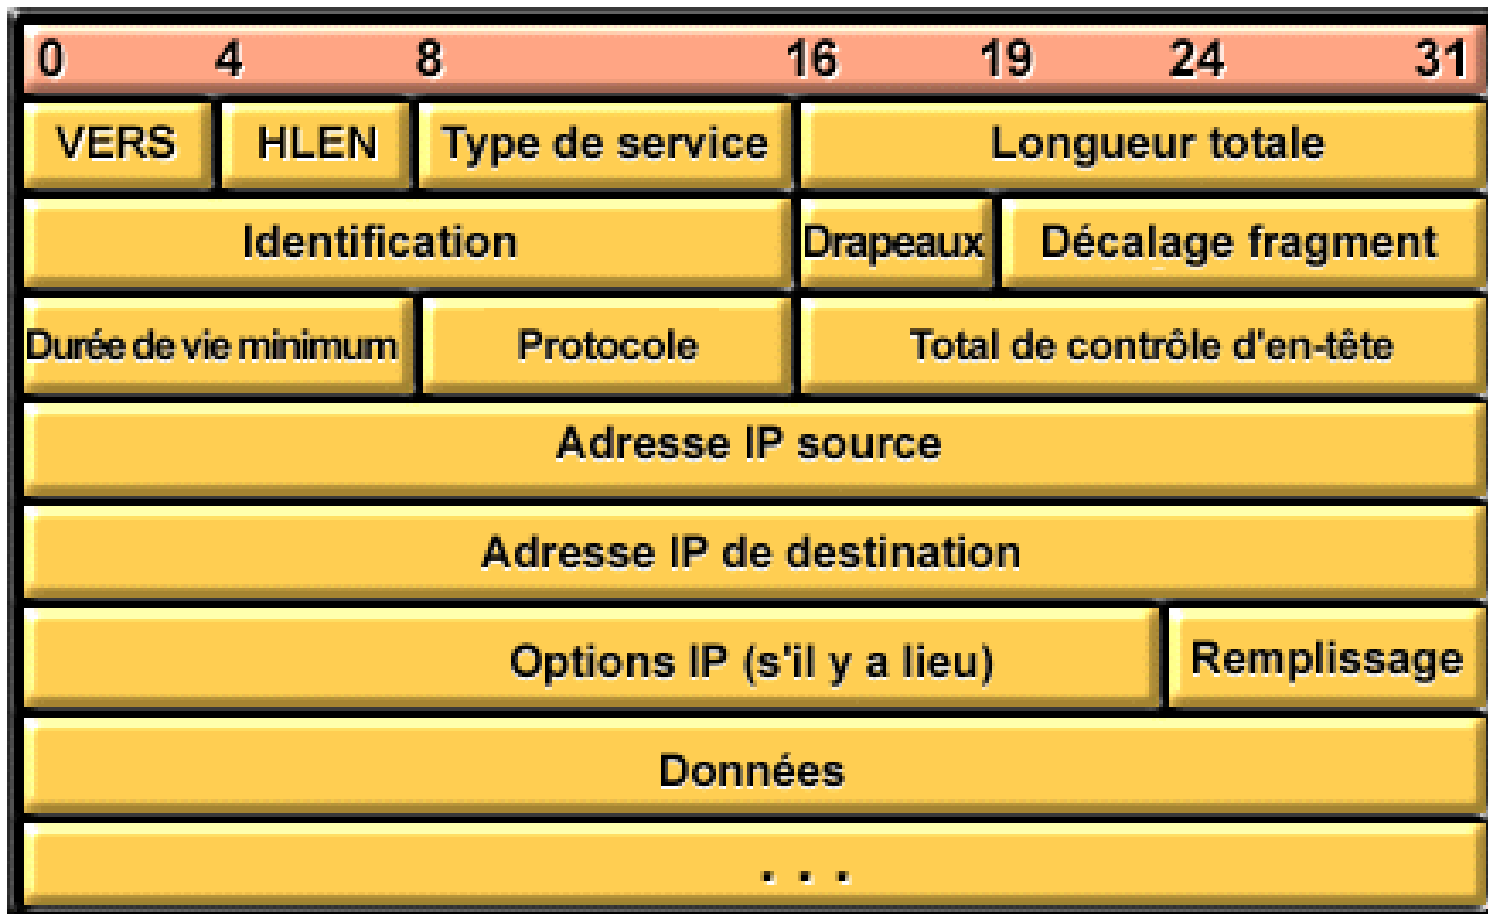 0 4 8 16 19 24 31
VERS HLEN Type de service Longueur totale
Identification Drapeaux Décalage fragment
Durée de vie minimum Protocole Total de contrôle d'en-tête
Adresse IP source
Adresse IP de destination
Options IP (s'il y a lieu) Remplissage
Données
. . .